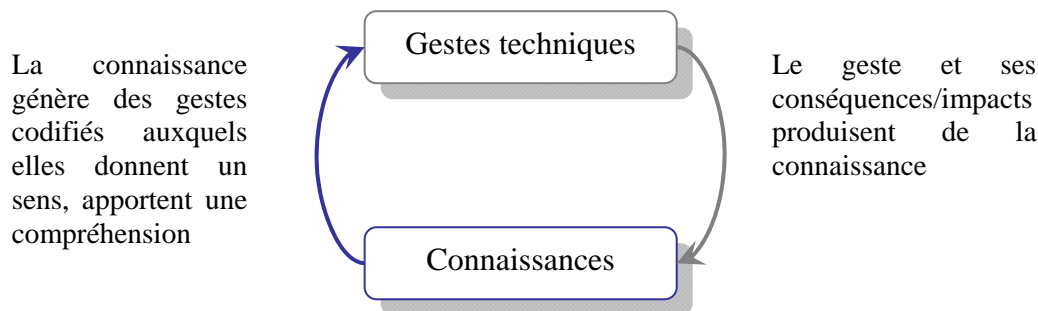 Gestes techniques
La connaissance
génère des gestes
codifiés auxquels
elles donnent un
sens, apportent une
compréhension
Le geste et ses
conséquences/impacts
produisent de la
connaissance
Connaissances